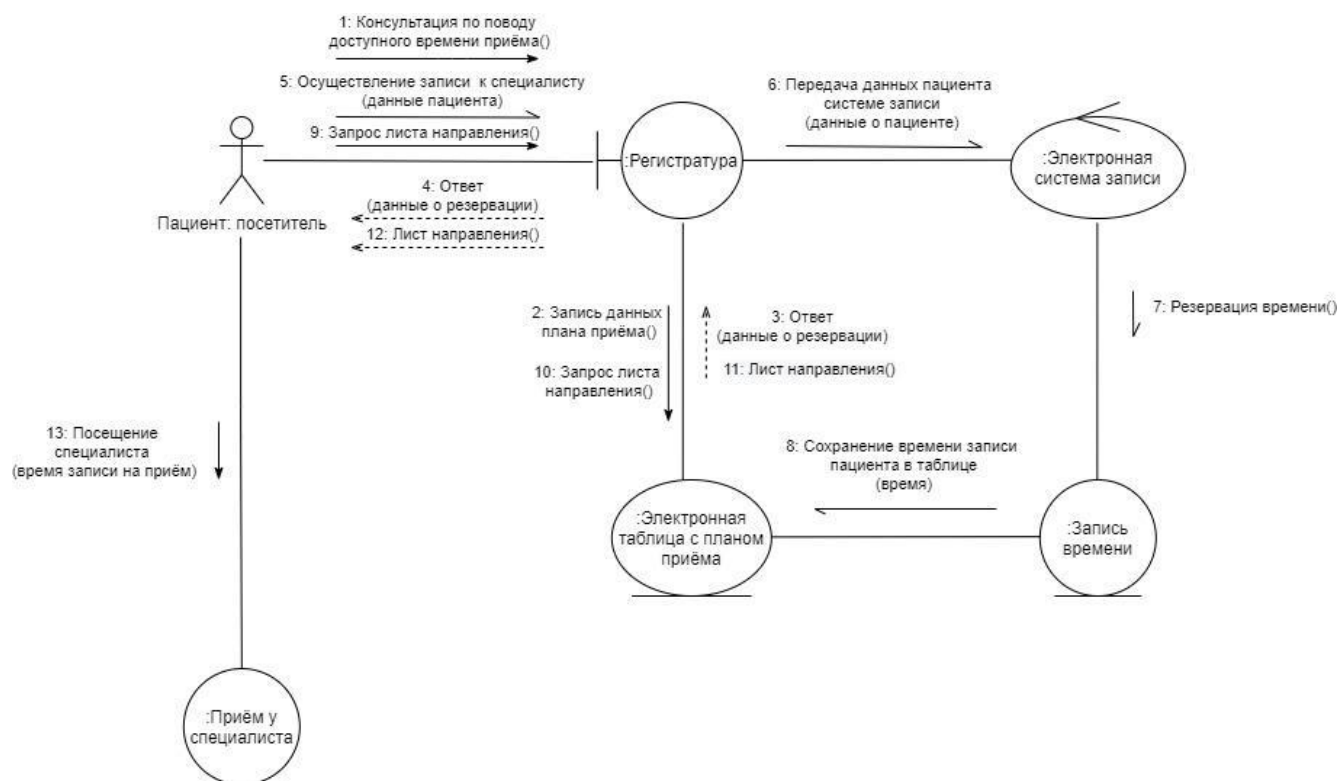 1: Консультация по поводу
доступного времени приёма()
5: Осуществление записи к специалисту
(данные пациента)
9: Запрос листа направления()
6: Передача данных пациента
системе записи
(данные о пациенте)
:Регистратура
:Электронная
система записи
Пациент: посетитель
4: Ответ
(данные о резервации)
12: Лист направления()
2: Запись данных
плана приёма()
10: Запрос листа
направления()
3: Ответ
(данные о резервации)
11: Лист направления()
7: Резервация времени()
13: Посещение
специалиста
(время записи на приём)
8: Сохранение времени записи
пациента в таблице
(время)
:Электронная
таблица с планом
приёма
:Запись
времени
:Приём у
специалиста